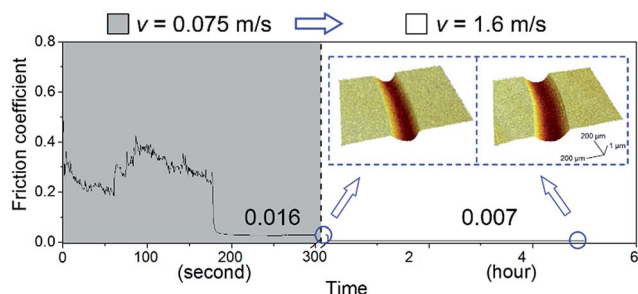 v = 0.075 m/s
v = 1.6 m/s
Friction coefficient
0.8
0.6
0.4
0.2
0.0
200 μm
1 μm
200 μm
0.016
0.007
0
100
200
300
2
4
6
(second)
(hour)
Time